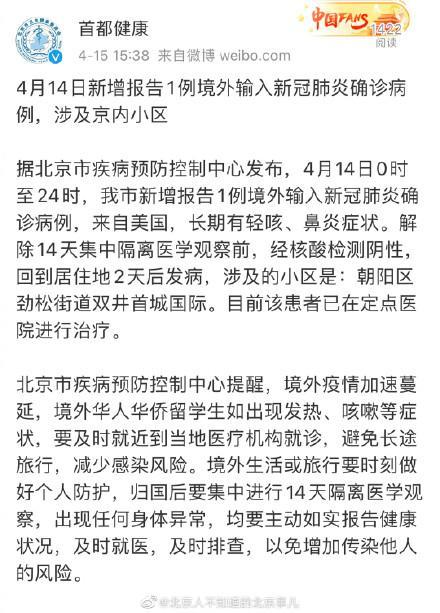 首都健康
4-15 15:38 来自微博 weibo.com
中国FANS
1422
阅读
4月14日新增报告1例境外输入新冠肺炎确诊病
例，涉及京内小区
据北京市疾病预防控制中心发布，4月14日0时
至24时，我市新增报告1例境外输入新冠肺炎确
诊病例，来自美国，长期有轻咳、鼻炎症状。解
除14天集中隔离医学观察前，经核酸检测阴性，
回到居住地2天后发病，涉及的小区是：朝阳区
劲松街道双井首城国际。目前该患者已在定点医
院进行治疗。
北京市疾病预防控制中心提醒，境外疫情加速蔓
延，境外华人华侨留学生如出现发热、咳嗽等症
状，要及时就近到当地医疗机构就诊，避免长途
旅行，减少感染风险。境外生活或旅行要时刻做
好个人防护，归国后要集中进行14天隔离医学观
察，出现任何身体异常，均要主动如实报告健康
状况，及时就医，及时排查，以免增加传染他人
的风险。
@北京人不知道的北京事儿